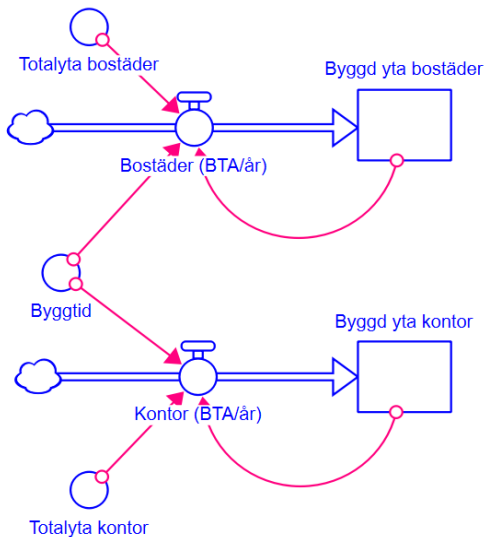 Totalyta bostäder
Byggd yta bostäder
Bostäder (BTA/år)
Byggtid
Byggd yta kontor
Kontor (BTA/år)
Totalyta kontor